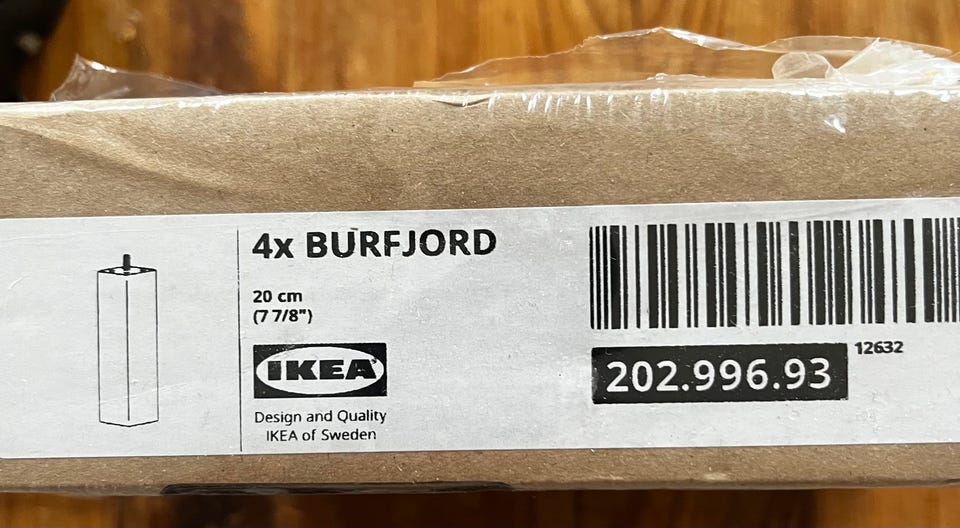 4x BURFJORD
20 cm
(7 7/8")
IKEA
Design and Quality
IKEA of Sweden
12632
202.996.93